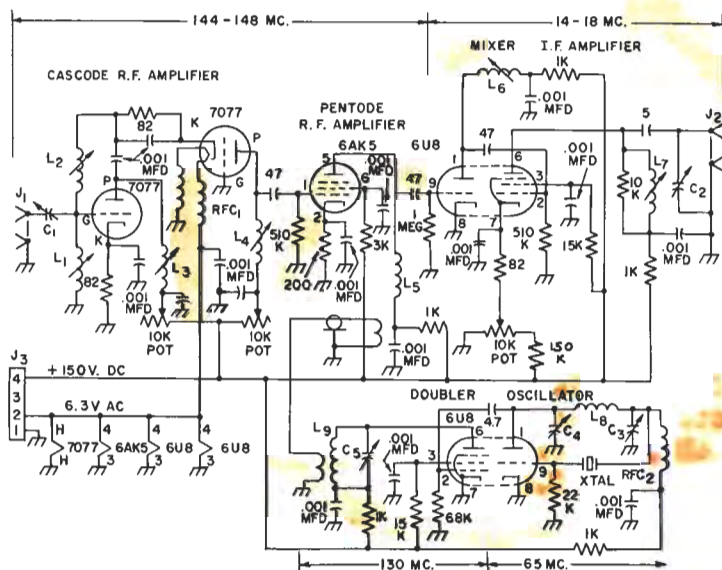 144-148 MC.
14-18 MC.
CASCODE R.F. AMPLIFIER
MIXER
I.F. AMPLIFIER
PENTODE
R.F. AMPLIFIER
82
K
7077
P
G
L2
.001
MFD
P
7077
G
K
J1
C1
L1
82
.001
MFD
L3
RFC1
L4
10K
POT
10K
POT
.001
MFD
47
510
K
6AK5
5
1
6
2
200
.001
MFD
3K
.001
MFD
47
6U8
9
1
MEG
L5
1K
.001
MFD
L6
1K
.001
MFD
47
1
6
3
2
8
7
.001
MFD
82
510
K
.001
MFD
15K
10K
POT
150
K
5
J2
10
K
L7
C2
.001
MFD
1K
J3
4
3
2
1
+150V. DC
6.3V AC
H
H
7077
4
3
6AK5
4
3
6U8
4
3
6U8
DOUBLER
OSCILLATOR
6U8
4.7
L9
C5
.001
MFD
.001
MFD
1K
15
K
68K
6
1
3
2
9
7
8
C4
L8
C3
XTAL
RFC2
22
K
.001
MFD
1K
130 MC.
65 MC.